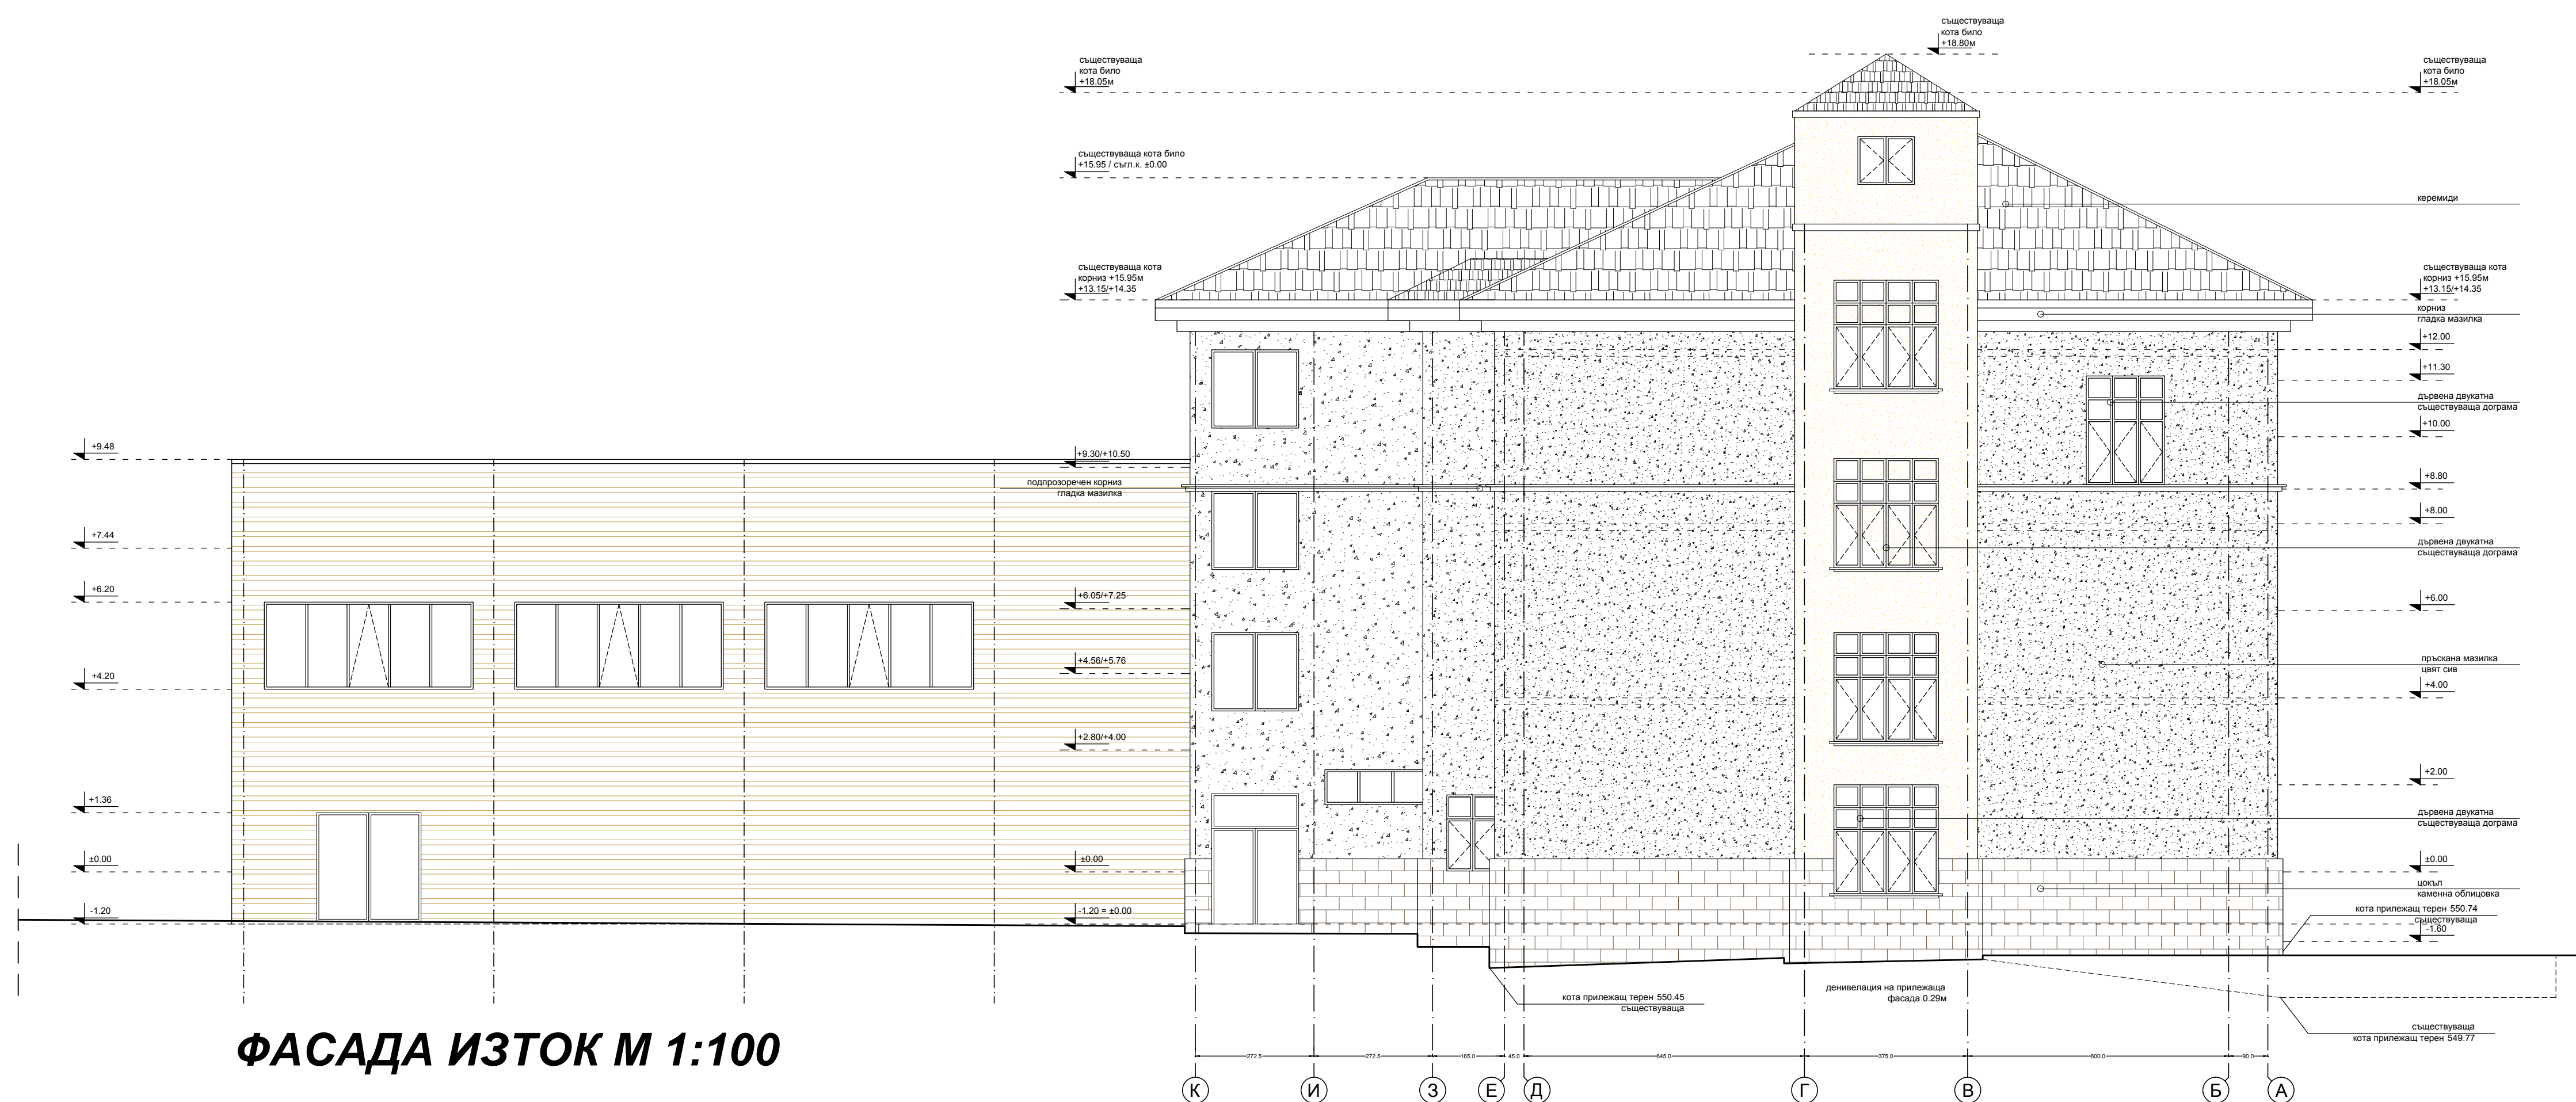 съществуваща
кота било
+18.80м
съществуваща
кота било
+18.05м
съществуваща
кота било
+18.05м
съществуваща кота било
+15.95 / съгл.к. ±0.00
керемиди
съществуваща кота
корниз +15.95м
+13.15/+14.35
съществуваща кота
корниз +15.95м
+13.15/+14.35
корниз
гладка мазилка
+12.00
+11.30
дървена двукатна
съществуваща дограма
+10.00
+9.48
+9.30/+10.50
подпрозоречен корниз
гладка мазилка
+8.80
+8.00
+7.44
дървена двукатна
съществуваща дограма
+6.20
+6.05/+7.25
+6.00
+4.56/+5.76
пръскана мазилка
цвят сив
+4.20
+4.00
+2.80/+4.00
+2.00
+1.36
дървена двукатна
съществуваща дограма
±0.00
±0.00
±0.00
цокъл
каменна облицовка
-1.20
-1.20 = ±0.00
кота прилежащ терен 550.74
съществуваща
-1.60
кота прилежащ терен 550.45
съществуваща
денивелация на прилежаща
фасада 0.29м
съществуваща
кота прилежащ терен 549.77
ФАСАДА ИЗТОК М 1:100
272.5
272.5
165.0
45.0
645.0
375.0
600.0
90.0
К
И
З
Е
Д
Г
В
Б
А